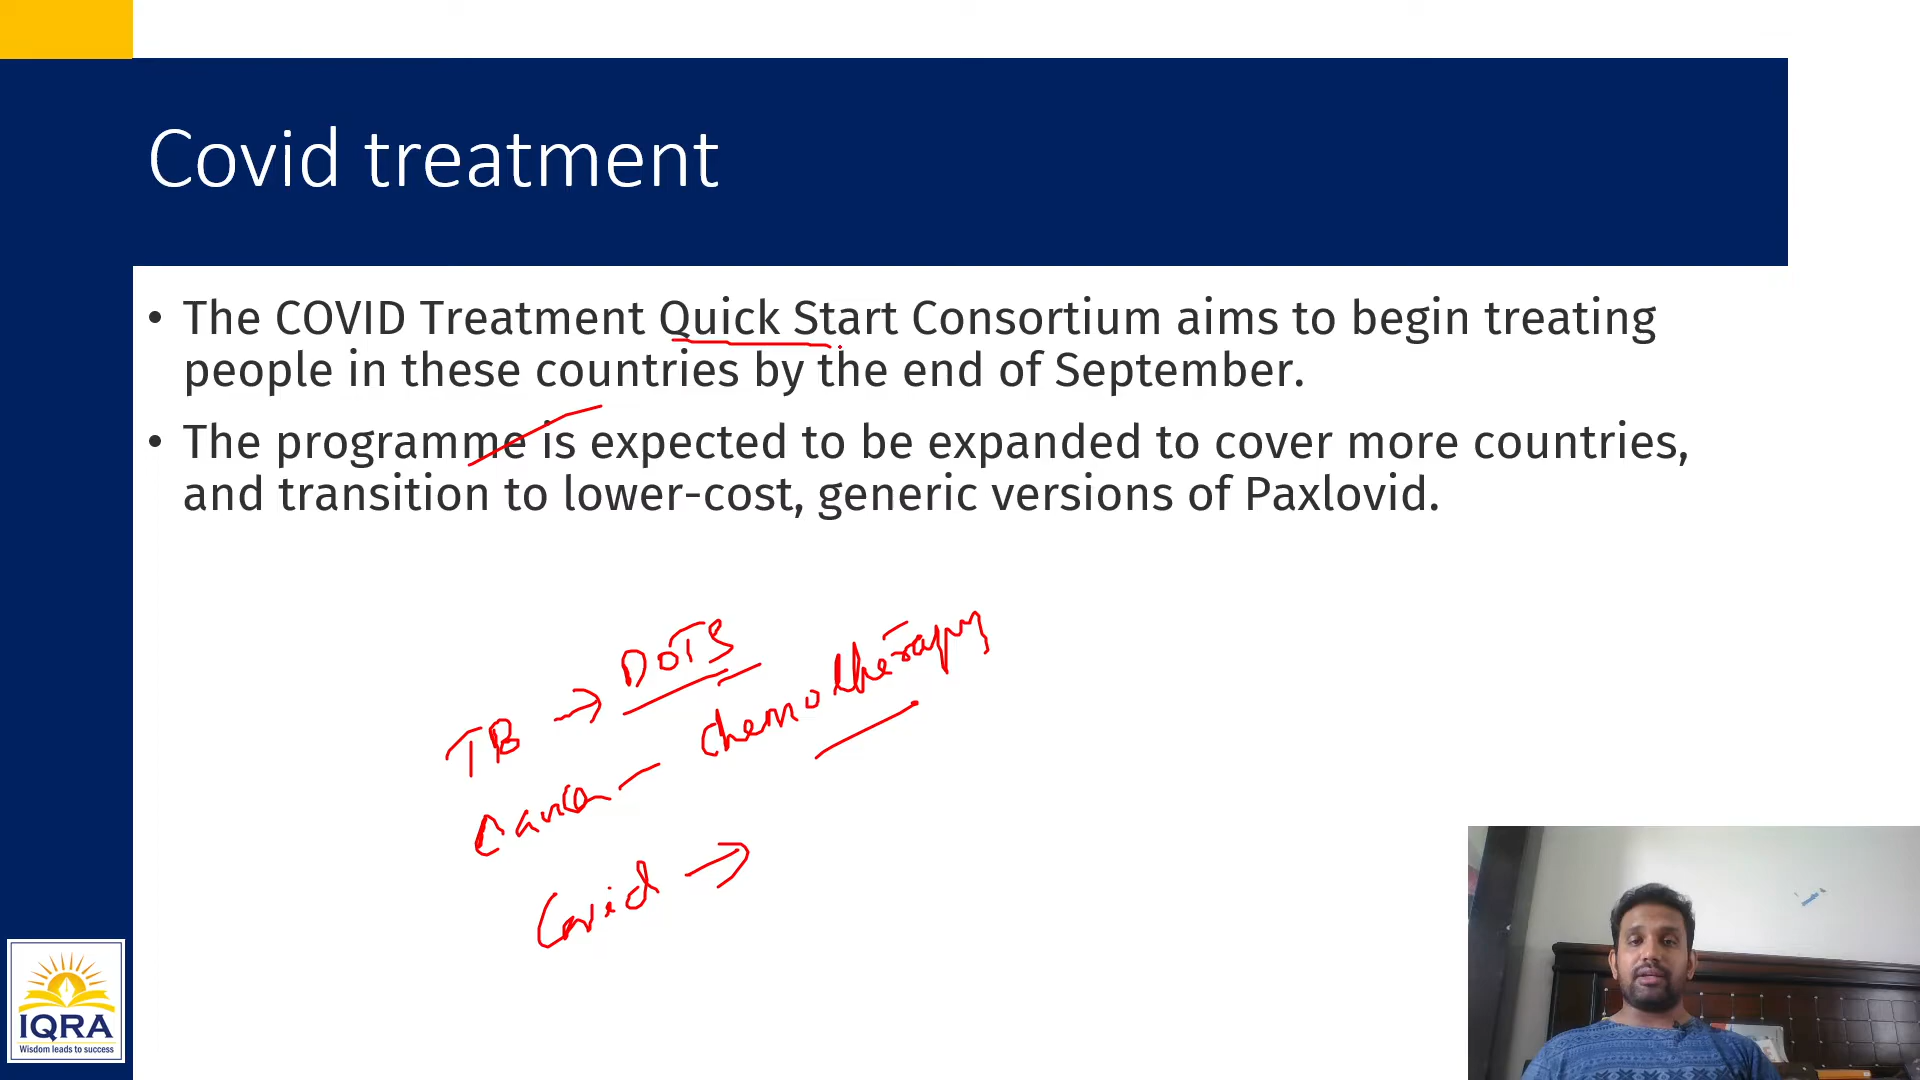 Covid treatment
• The COVID Treatment Quick Start Consortium aims to begin treating
people in these countries by the end of September.
• The programme is expected to be expanded to cover more countries,
and transition to lower-cost, generic versions of Paxlovid.
TB → DOTS
Cancer — chemotherapy
Covid →
IQRA
Wisdom leads to success